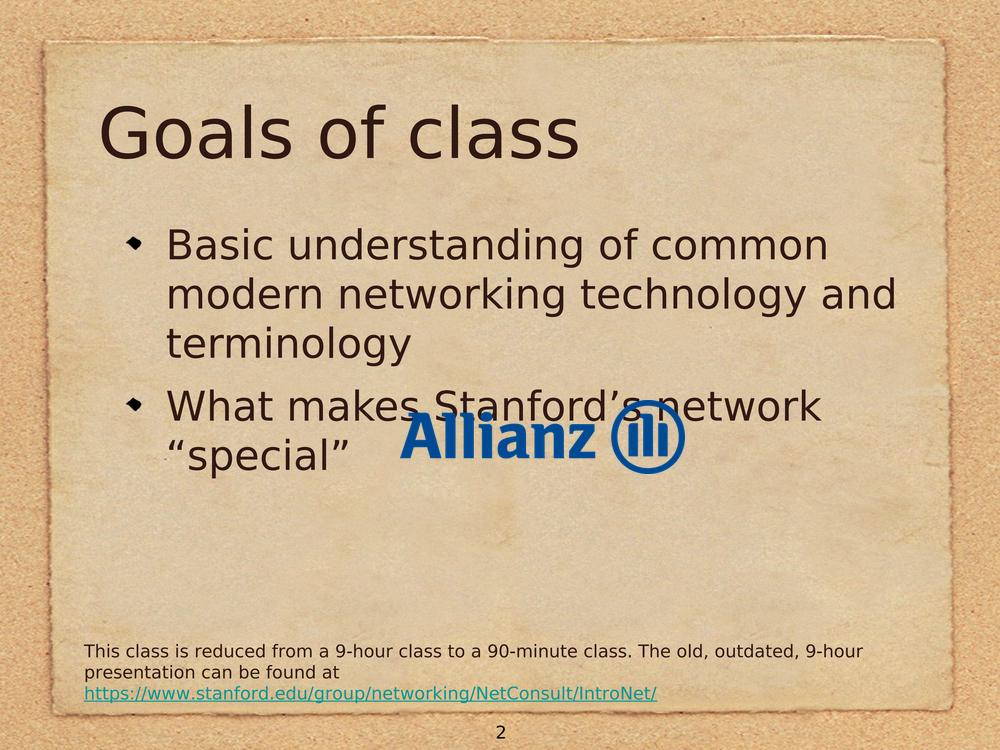 Goals of class
Basic understanding of common
modern networking technology and
terminology
What makes Stanford’s network
“special”
Allianz
This class is reduced from a 9-hour class to a 90-minute class. The old, outdated, 9-hour
presentation can be found at
https://www.stanford.edu/group/networking/NetConsult/IntroNet/
2